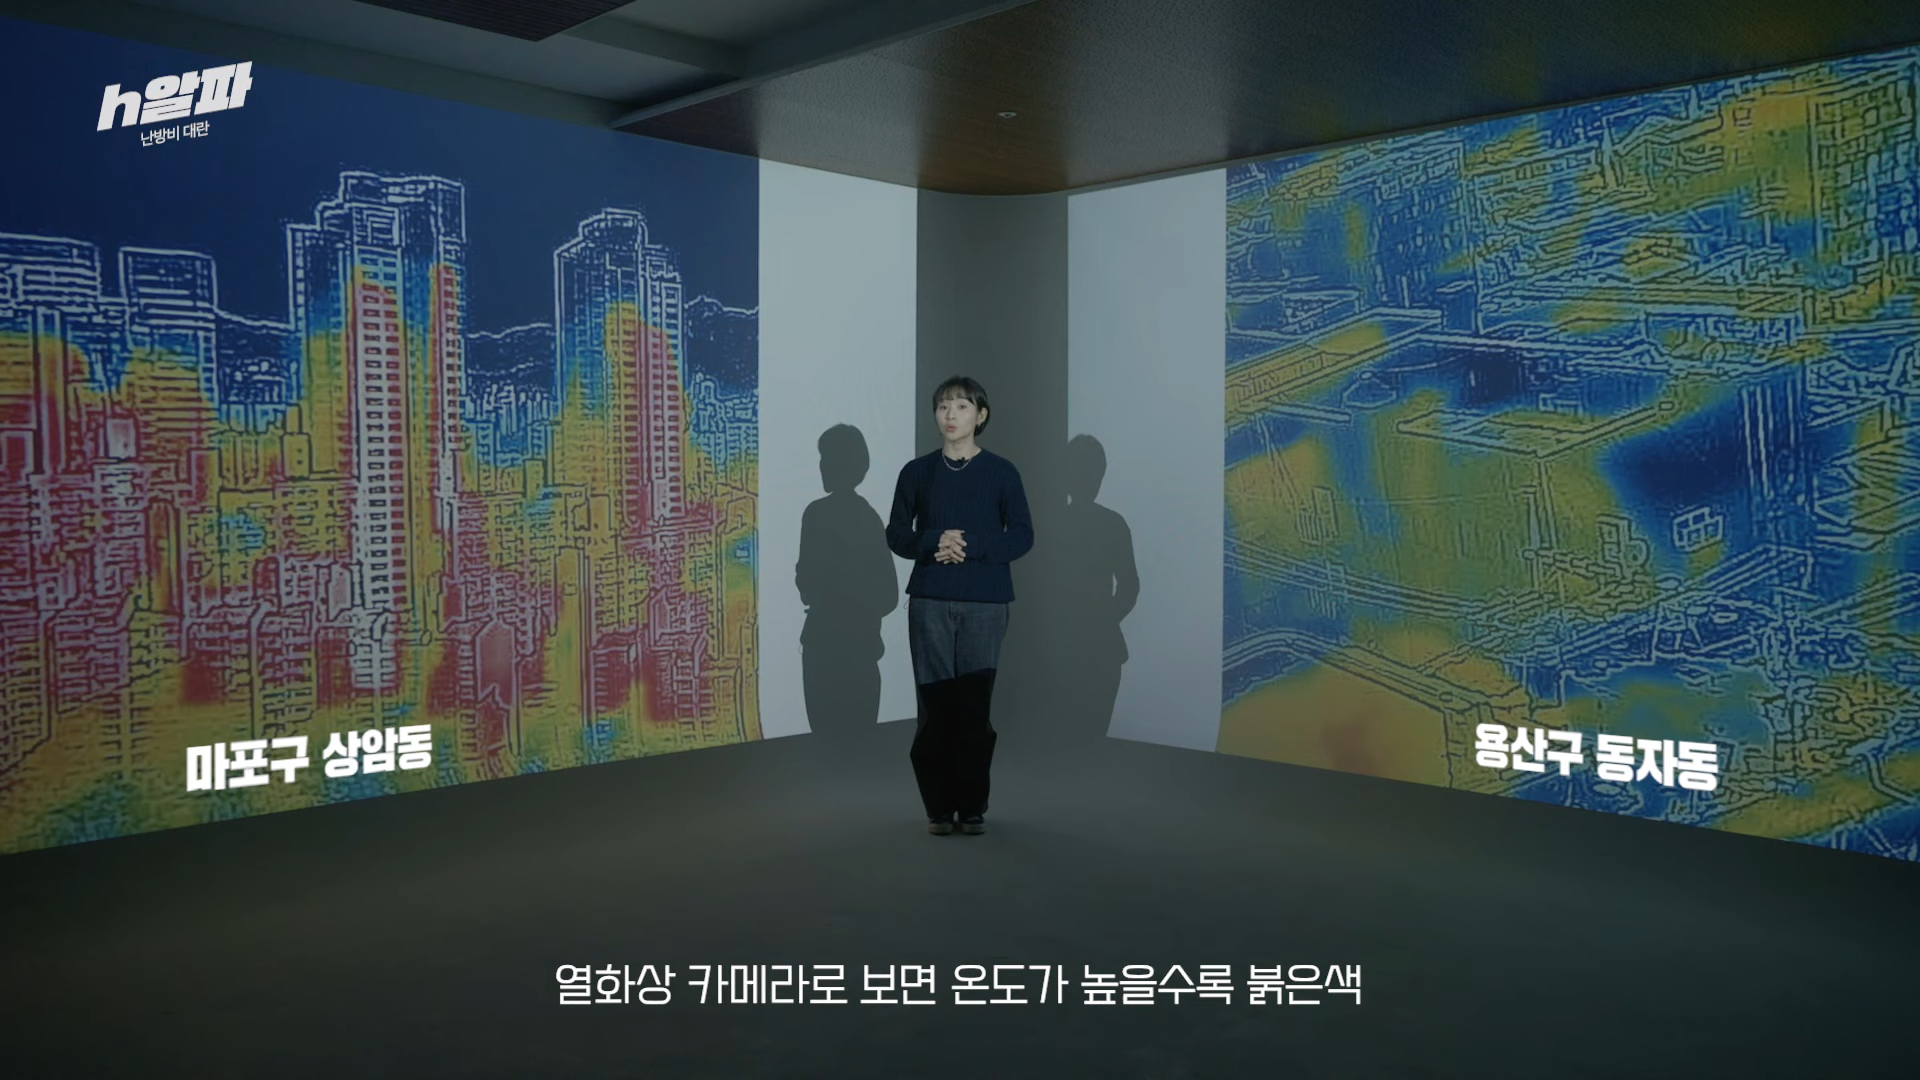 h알파
난방비 대란
마포구 상암동
용산구 동자동
열화상 카메라로 보면 온도가 높을수록 붉은색